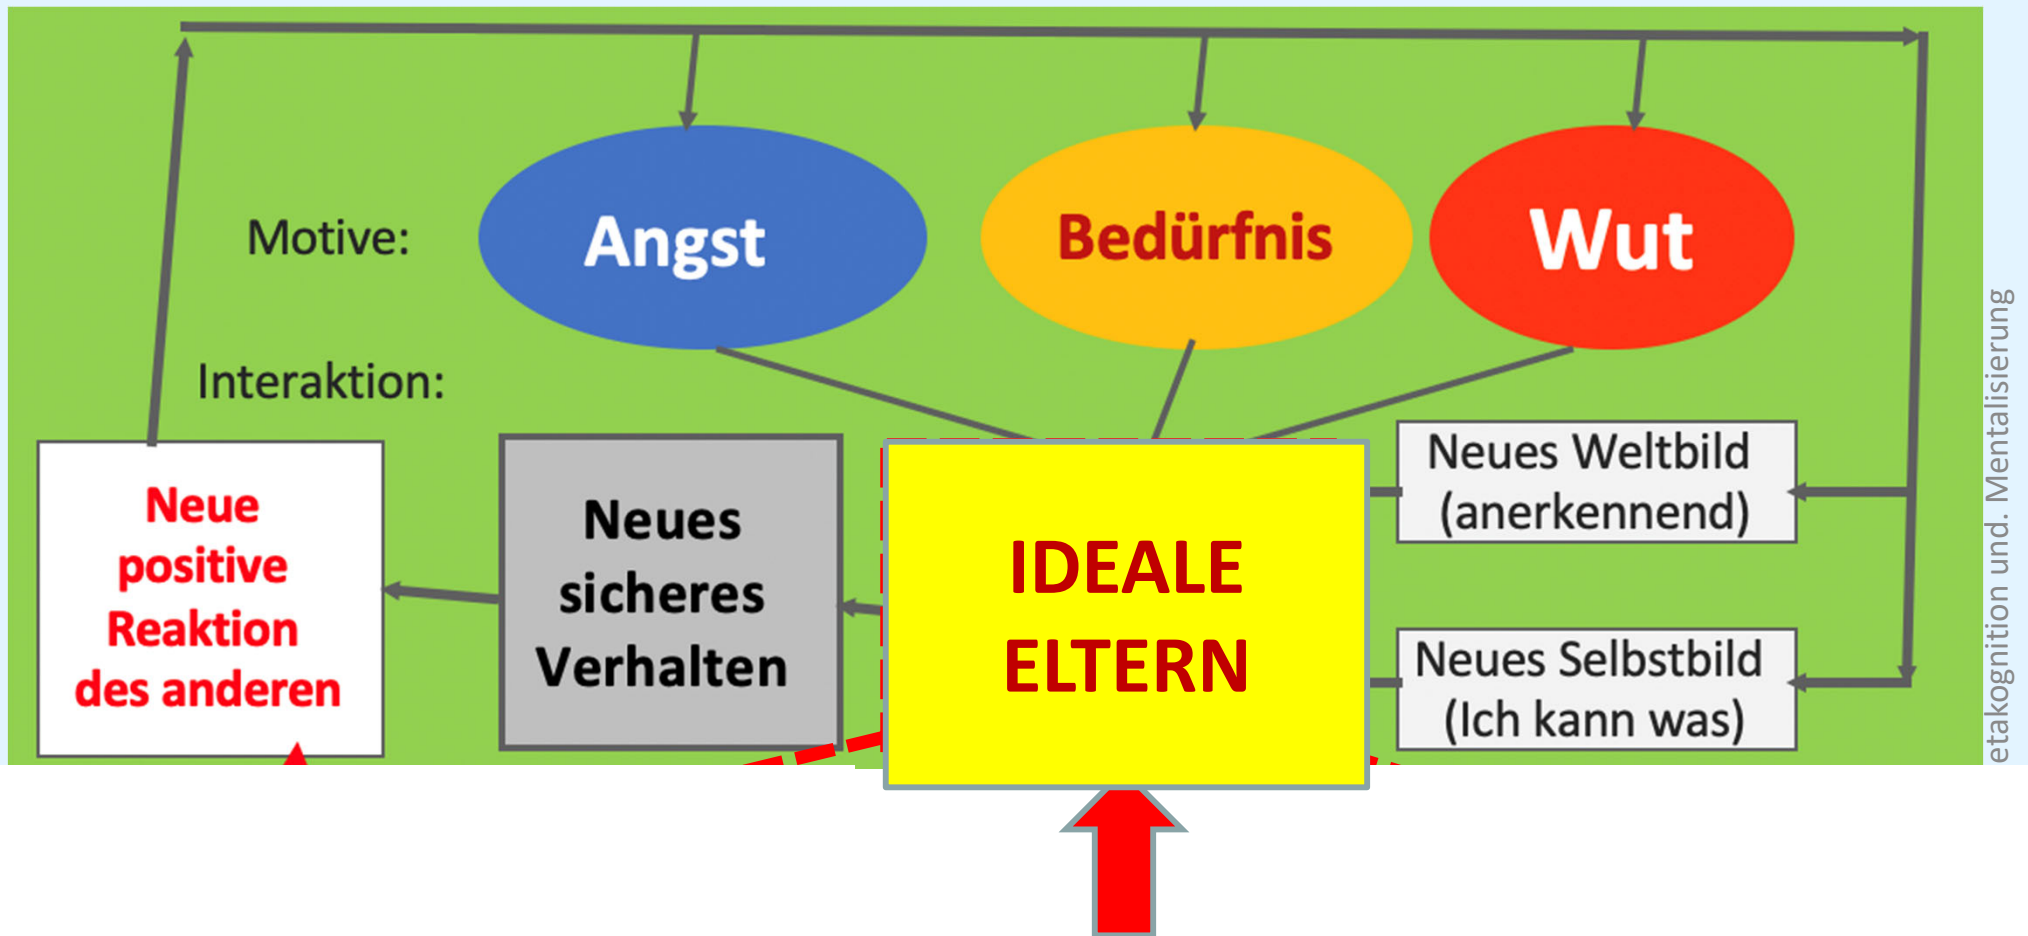 Motive:
Angst
Bedürfnis
Wut
Interaktion:
Neue
positive
Reaktion
des anderen
Neues
sicheres
Verhalten
IDEALE
ELTERN
Neues Weltbild
(anerkennend)
Neues Selbstbild
(Ich kann was)
etakognition und. Mentalisierung